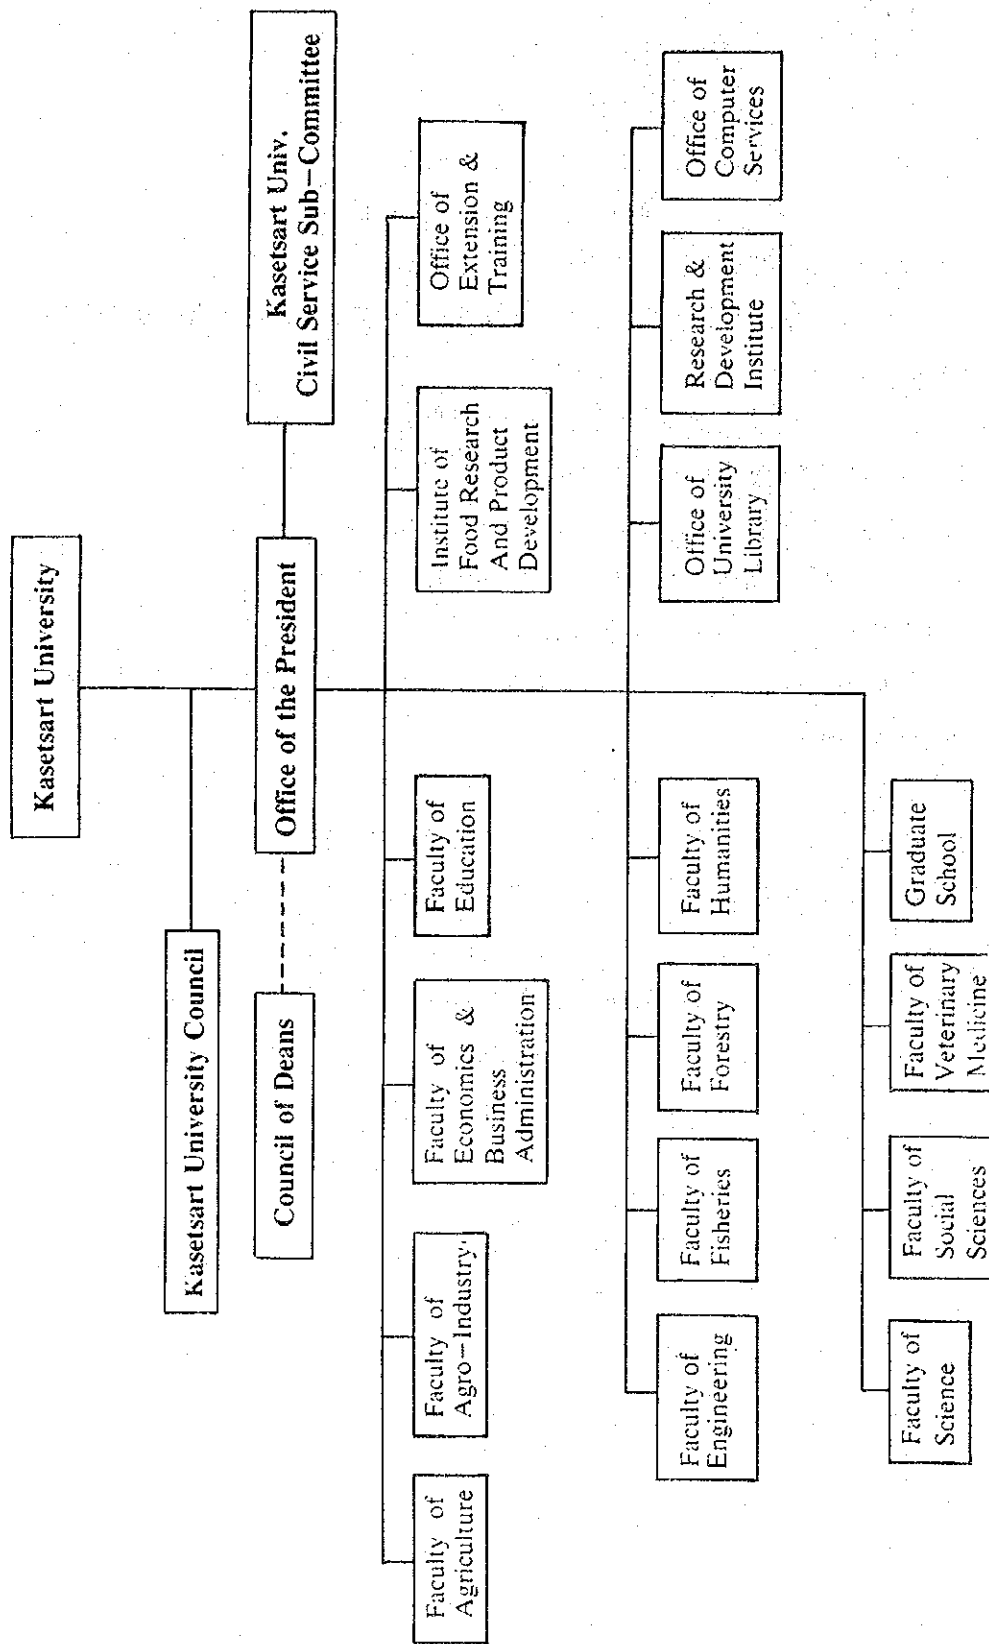 Kasetsart University
Kasetsart University Council
Council of Deans
Office of the President
Kasetsart Univ.
Civil Service Sub-Committee
Faculty of
Agriculture
Faculty of
Agro-Industry
Faculty of
Economics &
Business
Administration
Faculty of
Education
Institute of
Food Research
And Product
Development
Office of
Extension &
Training
Faculty of
Engineering
Faculty of
Fisheries
Faculty of
Forestry
Faculty of
Humanities
Office of
University
Library
Research &
Development
Institute
Office of
Computer
Services
Faculty of
Science
Faculty of
Social
Sciences
Faculty of
Veterinary
Medicine
Graduate
School